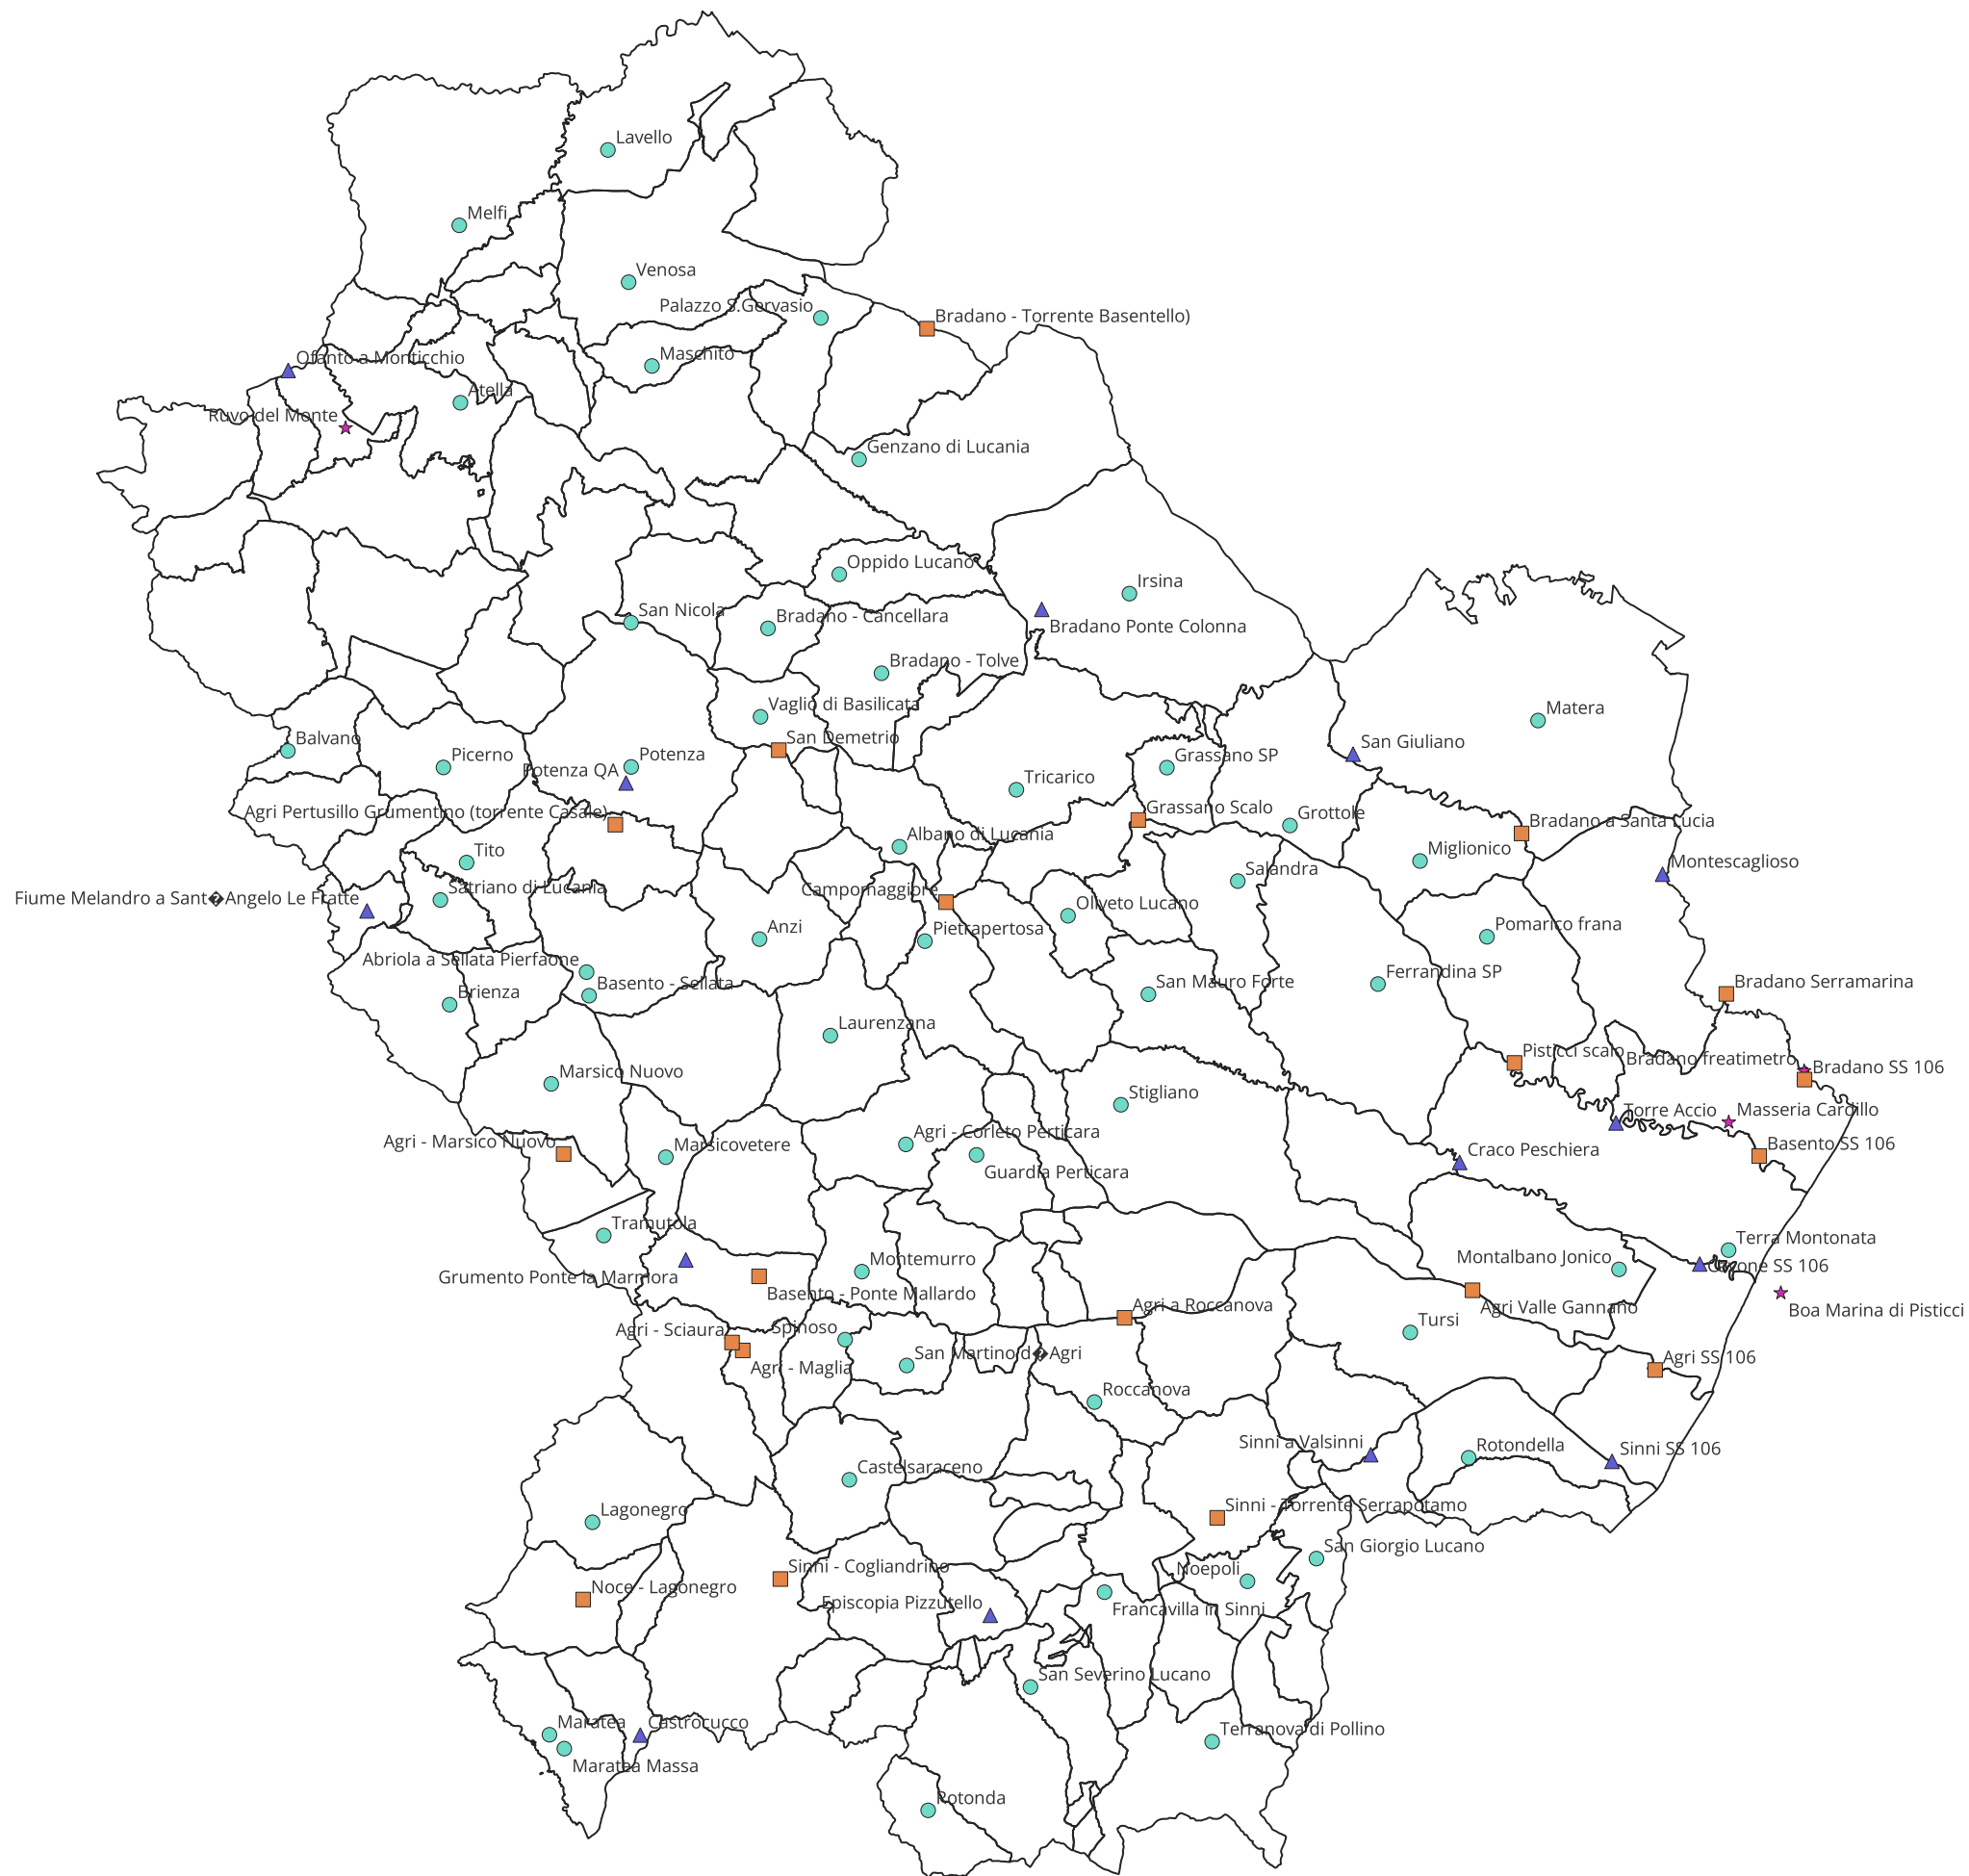 Lavello
Melfi
Venosa
Palazzo S.Gervasio
Bradano - Torrente Basentello)
Maschito
Ofanto a Monticchio
Atella
Ruvo del Monte
Genzano di Lucania
Oppido Lucano
Irsina
San Nicola
Bradano - Cancellara
Bradano Ponte Colonna
Bradano - Tolve
Vaglio di Basilicata
Matera
Balvano
San Demetrio
San Giuliano
Picerno
Potenza
Grassano SP
Potenza QA
Tricarico
Agri Pertusillo Grumentino (torrente Casale)
Grassano Scalo
Grottole
Bradano a Santa Lucia
Albano di Lucania
Miglionico
Tito
Montescaglioso
Salandra
Satriano di Lucania
Campomaggiore
Fiume Melandro a Sant�Angelo Le Fratte
Oliveto Lucano
Anzi
Pietrapertosa
Pomarico frana
Abriola a Sellata Pierfaone
Ferrandina SP
Basento - Sellata
San Mauro Forte
Bradano Serramarina
Brienza
Laurenzana
Pisticci scalo
Bradano freatimetro
Bradano SS 106
Marsico Nuovo
Stigliano
Torre Accio
Masseria Cardillo
Agri - Corleto Perticara
Agri - Marsico Nuovo
Marsicovetere
Basento SS 106
Craco Peschiera
Guardia Perticara
Tramutola
Terra Montonata
Montemurro
Montalbano Jonico
Cavone SS 106
Grumento Ponte la Marmora
Basento - Ponte Mallardo
Agri a Roccanova
Agri Valle Gannano
Boa Marina di Pisticci
Tursi
Agri - Sciaura
Spinoso
San Martino d�Agri
Agri SS 106
Agri - Maglia
Roccanova
Sinni a Valsinni
Rotondella
Sinni SS 106
Castelsaraceno
Lagonegro
Sinni - Torrente Serrapotamo
San Giorgio Lucano
Sinni - Cogliandrino
Noepoli
Noce - Lagonegro
Episcopia Pizzutello
Francavilla in Sinni
San Severino Lucano
Maratea
Castrocucco
Terranova di Pollino
Maratea Massa
Rotonda